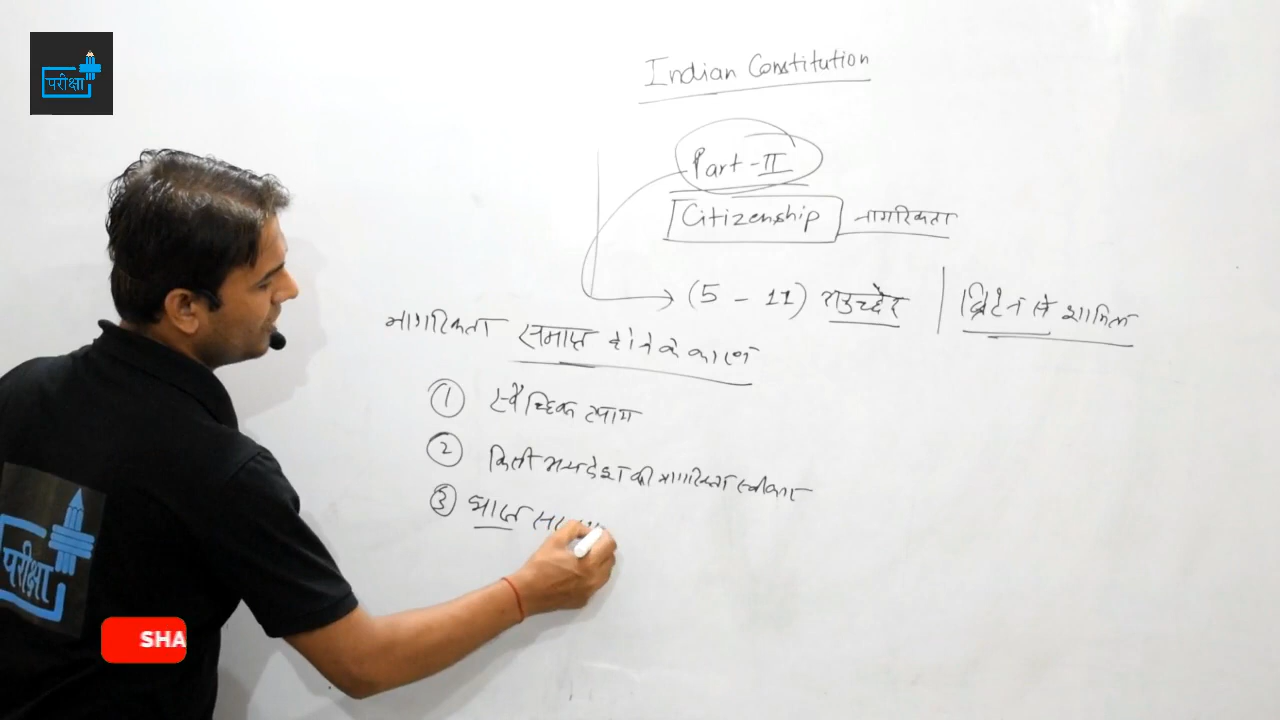 परीक्षा
Indian Constitution
Part-II
Citizenship नागरिकता
(5 - 11) अनुच्छेद | ब्रिटेन से शामिल
नागरिकता समाप्त होने के कारण
① स्वैच्छिक त्याग
② किसी अन्य देश की नागरिकता स्वीकार
③ भारत
परीक्षा
SHA